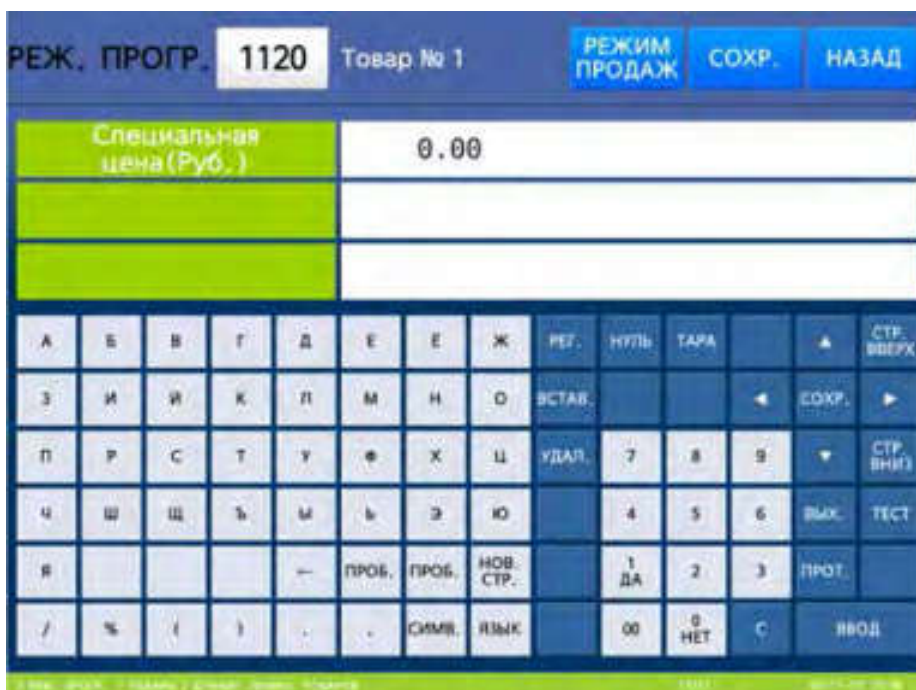 РЕЖ. ПРОГР. 1120 Товар № 1 РЕЖИМ ПРОДАЖ СОХР. НАЗАД
Специальная 0.00
цена(Руб.)
А Б В Г Д Е Ё Ж РЕГ. НУЛЬ ТАРА ▲ СТР. ВВЕРХ
З И Й К Л М Н О ВСТАВ. ◄ СОХР. ►
П Р С Т У Ф Х Ц УДАЛ. 7 8 9 ▼ СТР. ВНИЗ
Ч Ш Щ Ъ Ы Ь Э Ю 4 5 6 ВЫХ. ТЕСТ
Я ← ПРОБ. ПРОБ. НОВ. СТР. 1 ДА 2 3 ПРОТ.
/ % ( ) . , СИМВ. ЯЗЫК 00 0 НЕТ С ВВОД